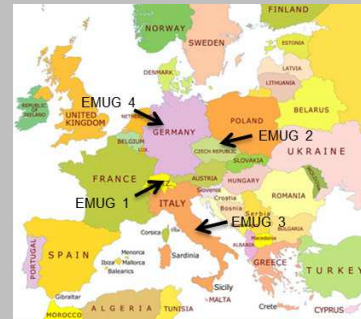 FINLAND
NORWAY
SWEDEN
ESTONIA
LATVIA
LITHUANIA
DENMARK
EMUG 4
REPUBLIC
OF
IRELAND
UNITED
KINGDOM
BELARUS
POLAND
GERMANY
EMUG 2
BELGIUM
LUX.
CZECH REPUBLIC
UKRAINE
SLOVAKIA
FRANCE
AUSTRIA
HUNGARY
EMUG 1
ITALY
Slovenia
Croatia
Bosnia
ROMANIA
Serbia
EMUG 3
BULGARIA
Macedonia
ALBANIA
Corsica
PORTUGAL
SPAIN
Menorca
Ibiza
Mallorca
Balearics
Sardinia
GREECE
TURKEY
Gibraltar
Sicily
MALTA
Crete
CYPRUS
MOROCCO
ALGERIA
TUNISIA